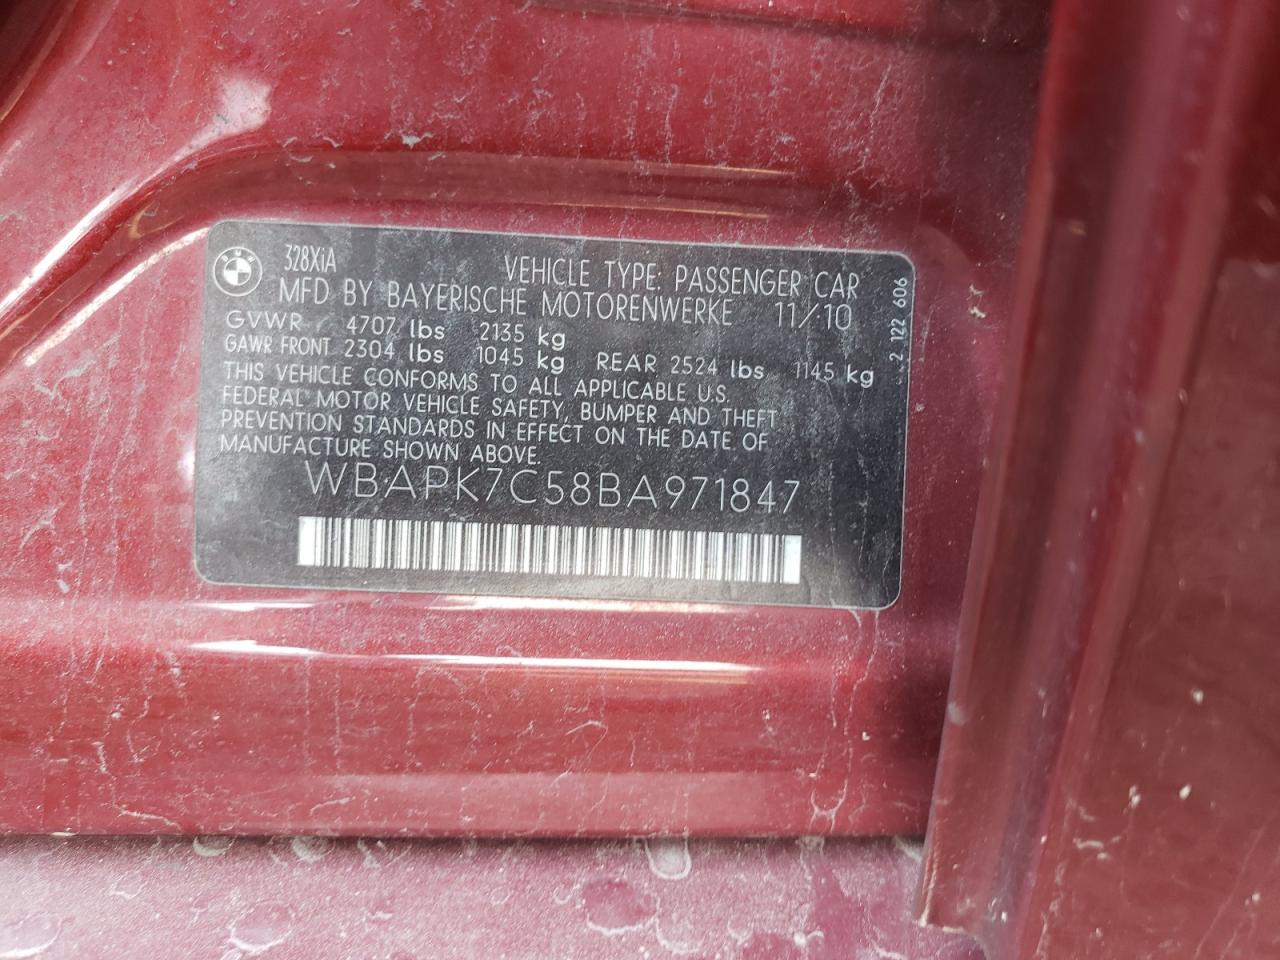 328XiA
VEHICLE TYPE: PASSENGER CAR
MFD BY BAYERISCHE MOTORENWERKE 11/10
GVWR 4707 lbs 2135 kg
GAWR FRONT 2304 lbs 1045 kg REAR 2524 lbs 1145 kg
THIS VEHICLE CONFORMS TO ALL APPLICABLE U.S.
FEDERAL MOTOR VEHICLE SAFETY, BUMPER AND THEFT
PREVENTION STANDARDS IN EFFECT ON THE DATE OF
MANUFACTURE SHOWN ABOVE.
WBAPK7C58BA971847
2 122 606
BMW